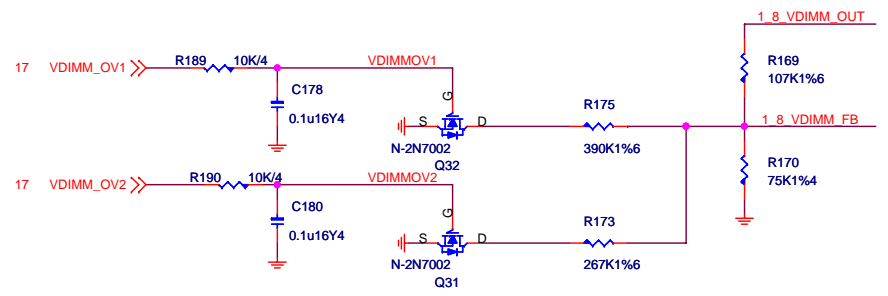 1_8_VDIMM_OUT
17 VDIMM_OV1 R189 10K/4 VDIMMOV1 R169
107K1%6
C178
0.1u16Y4
G
R175
S D 1_8_VDIMM_FB
N-2N7002 390K1%6
Q32
R170
75K1%4
17 VDIMM_OV2 R190 10K/4 VDIMMOV2
C180
0.1u16Y4
G
R173
S D
N-2N7002 267K1%6
Q31